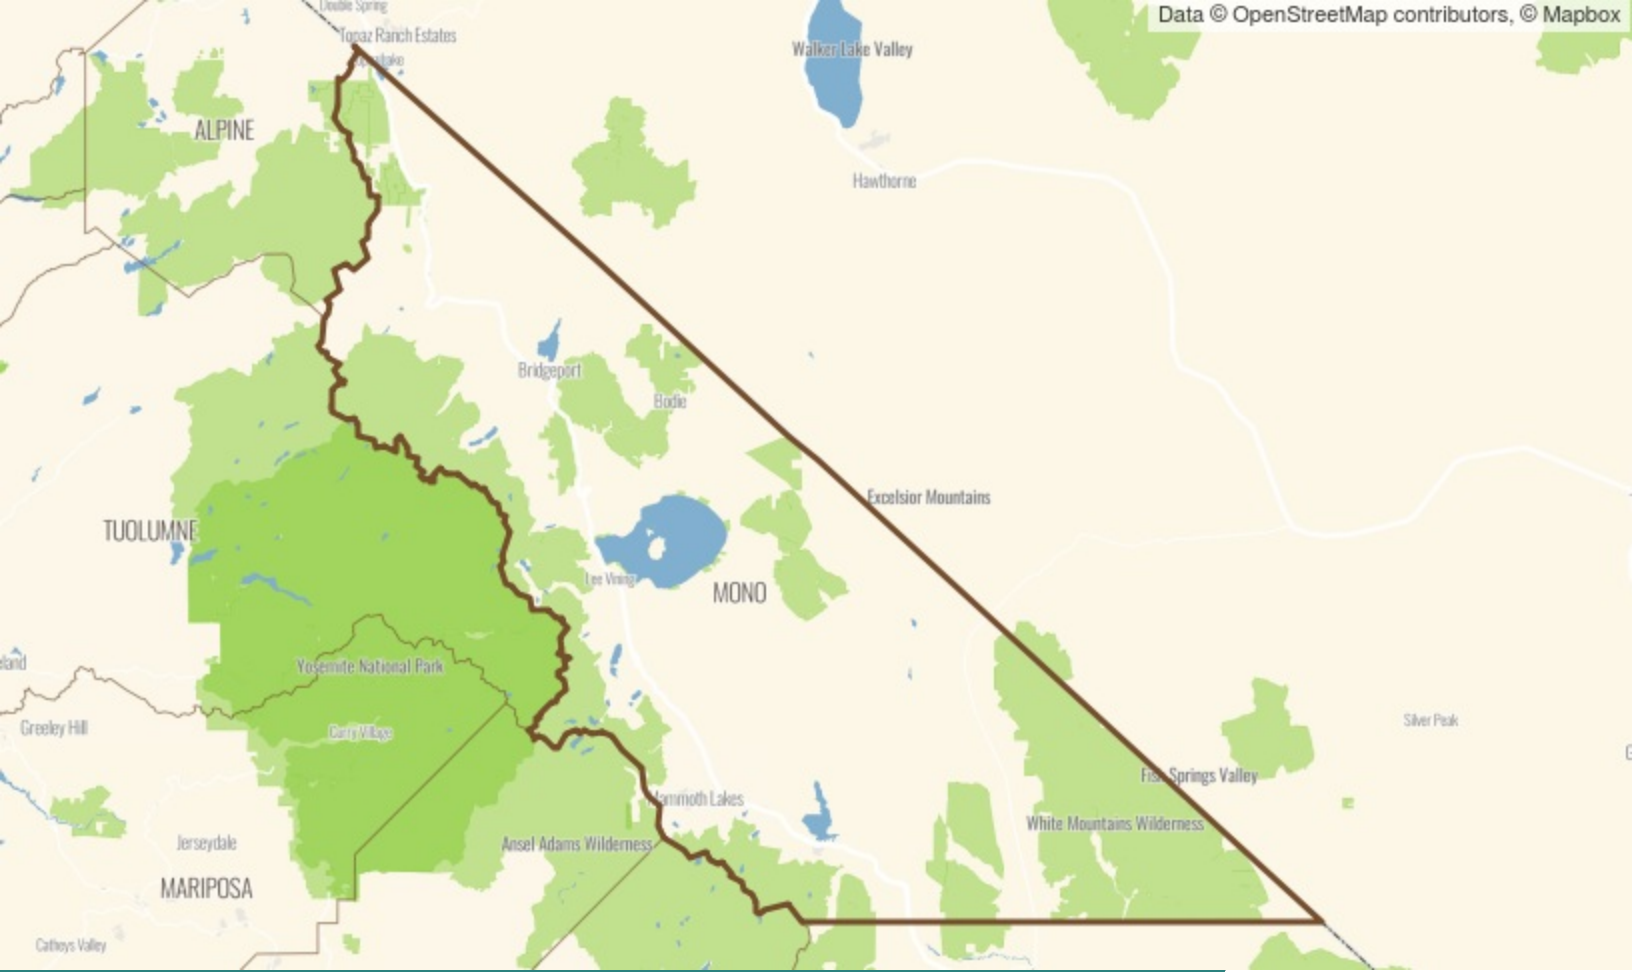 Double Spring
Data © OpenStreetMap contributors, © Mapbox
Topaz Ranch Estates
Walker Lake Valley
ALPINE
Hawthorne
Bridgeport
Bodie
Excelsior Mountains
TUOLUMNE
Lee Vining
MONO
Yosemite National Park
Greeley Hill
Curry Village
Silver Peak
Fish Springs Valley
Mammoth Lakes
White Mountains Wilderness
Jerseydale
Ansel Adams Wilderness
MARIPOSA
Catheys Valley